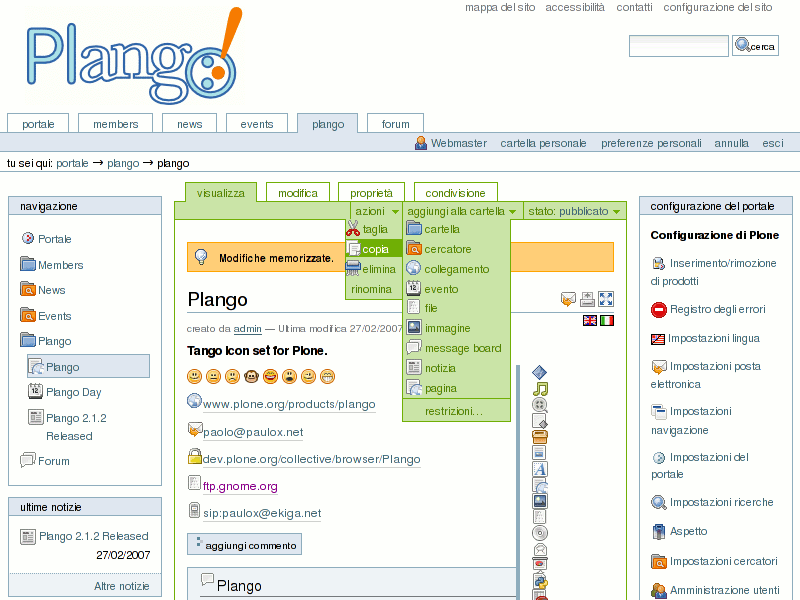 mappa del sito accessibilità contatti configurazione del sito
Plango
cerca
portale members news events plango forum
Webmaster cartella personale preferenze personali annulla esci
tu sei qui: portale → plango → plango
navigazione
Portale
Members
News
Events
Plango
Plango
Plango Day
Plango 2.1.2
Released
Forum
ultime notizie
Plango 2.1.2 Released
27/02/2007
Altre notizie
visualizza modifica proprietà condivisione
azioni aggiungi alla cartella stato: pubblicato
taglia
copia
elimina
rinomina
cartella
cercatore
collegamento
evento
file
immagine
message board
notizia
pagina
restrizioni...
Modifiche memorizzate.
Plango
creato da admin — Ultima modifica 27/02/2007
Tango Icon set for Plone.
www.plone.org/products/plango
paolo@paulox.net
dev.plone.org/collective/browser/Plango
ftp.gnome.org
sip:paulox@ekiga.net
aggiungi commento
Plango
configurazione del portale
Configurazione di Plone
Inserimento/rimozione
di prodotti
Registro degli errori
Impostazioni lingua
Impostazioni posta
elettronica
Impostazioni
navigazione
Impostazioni del
portale
Impostazioni ricerche
Aspetto
Impostazioni cercatori
Amministrazione utenti